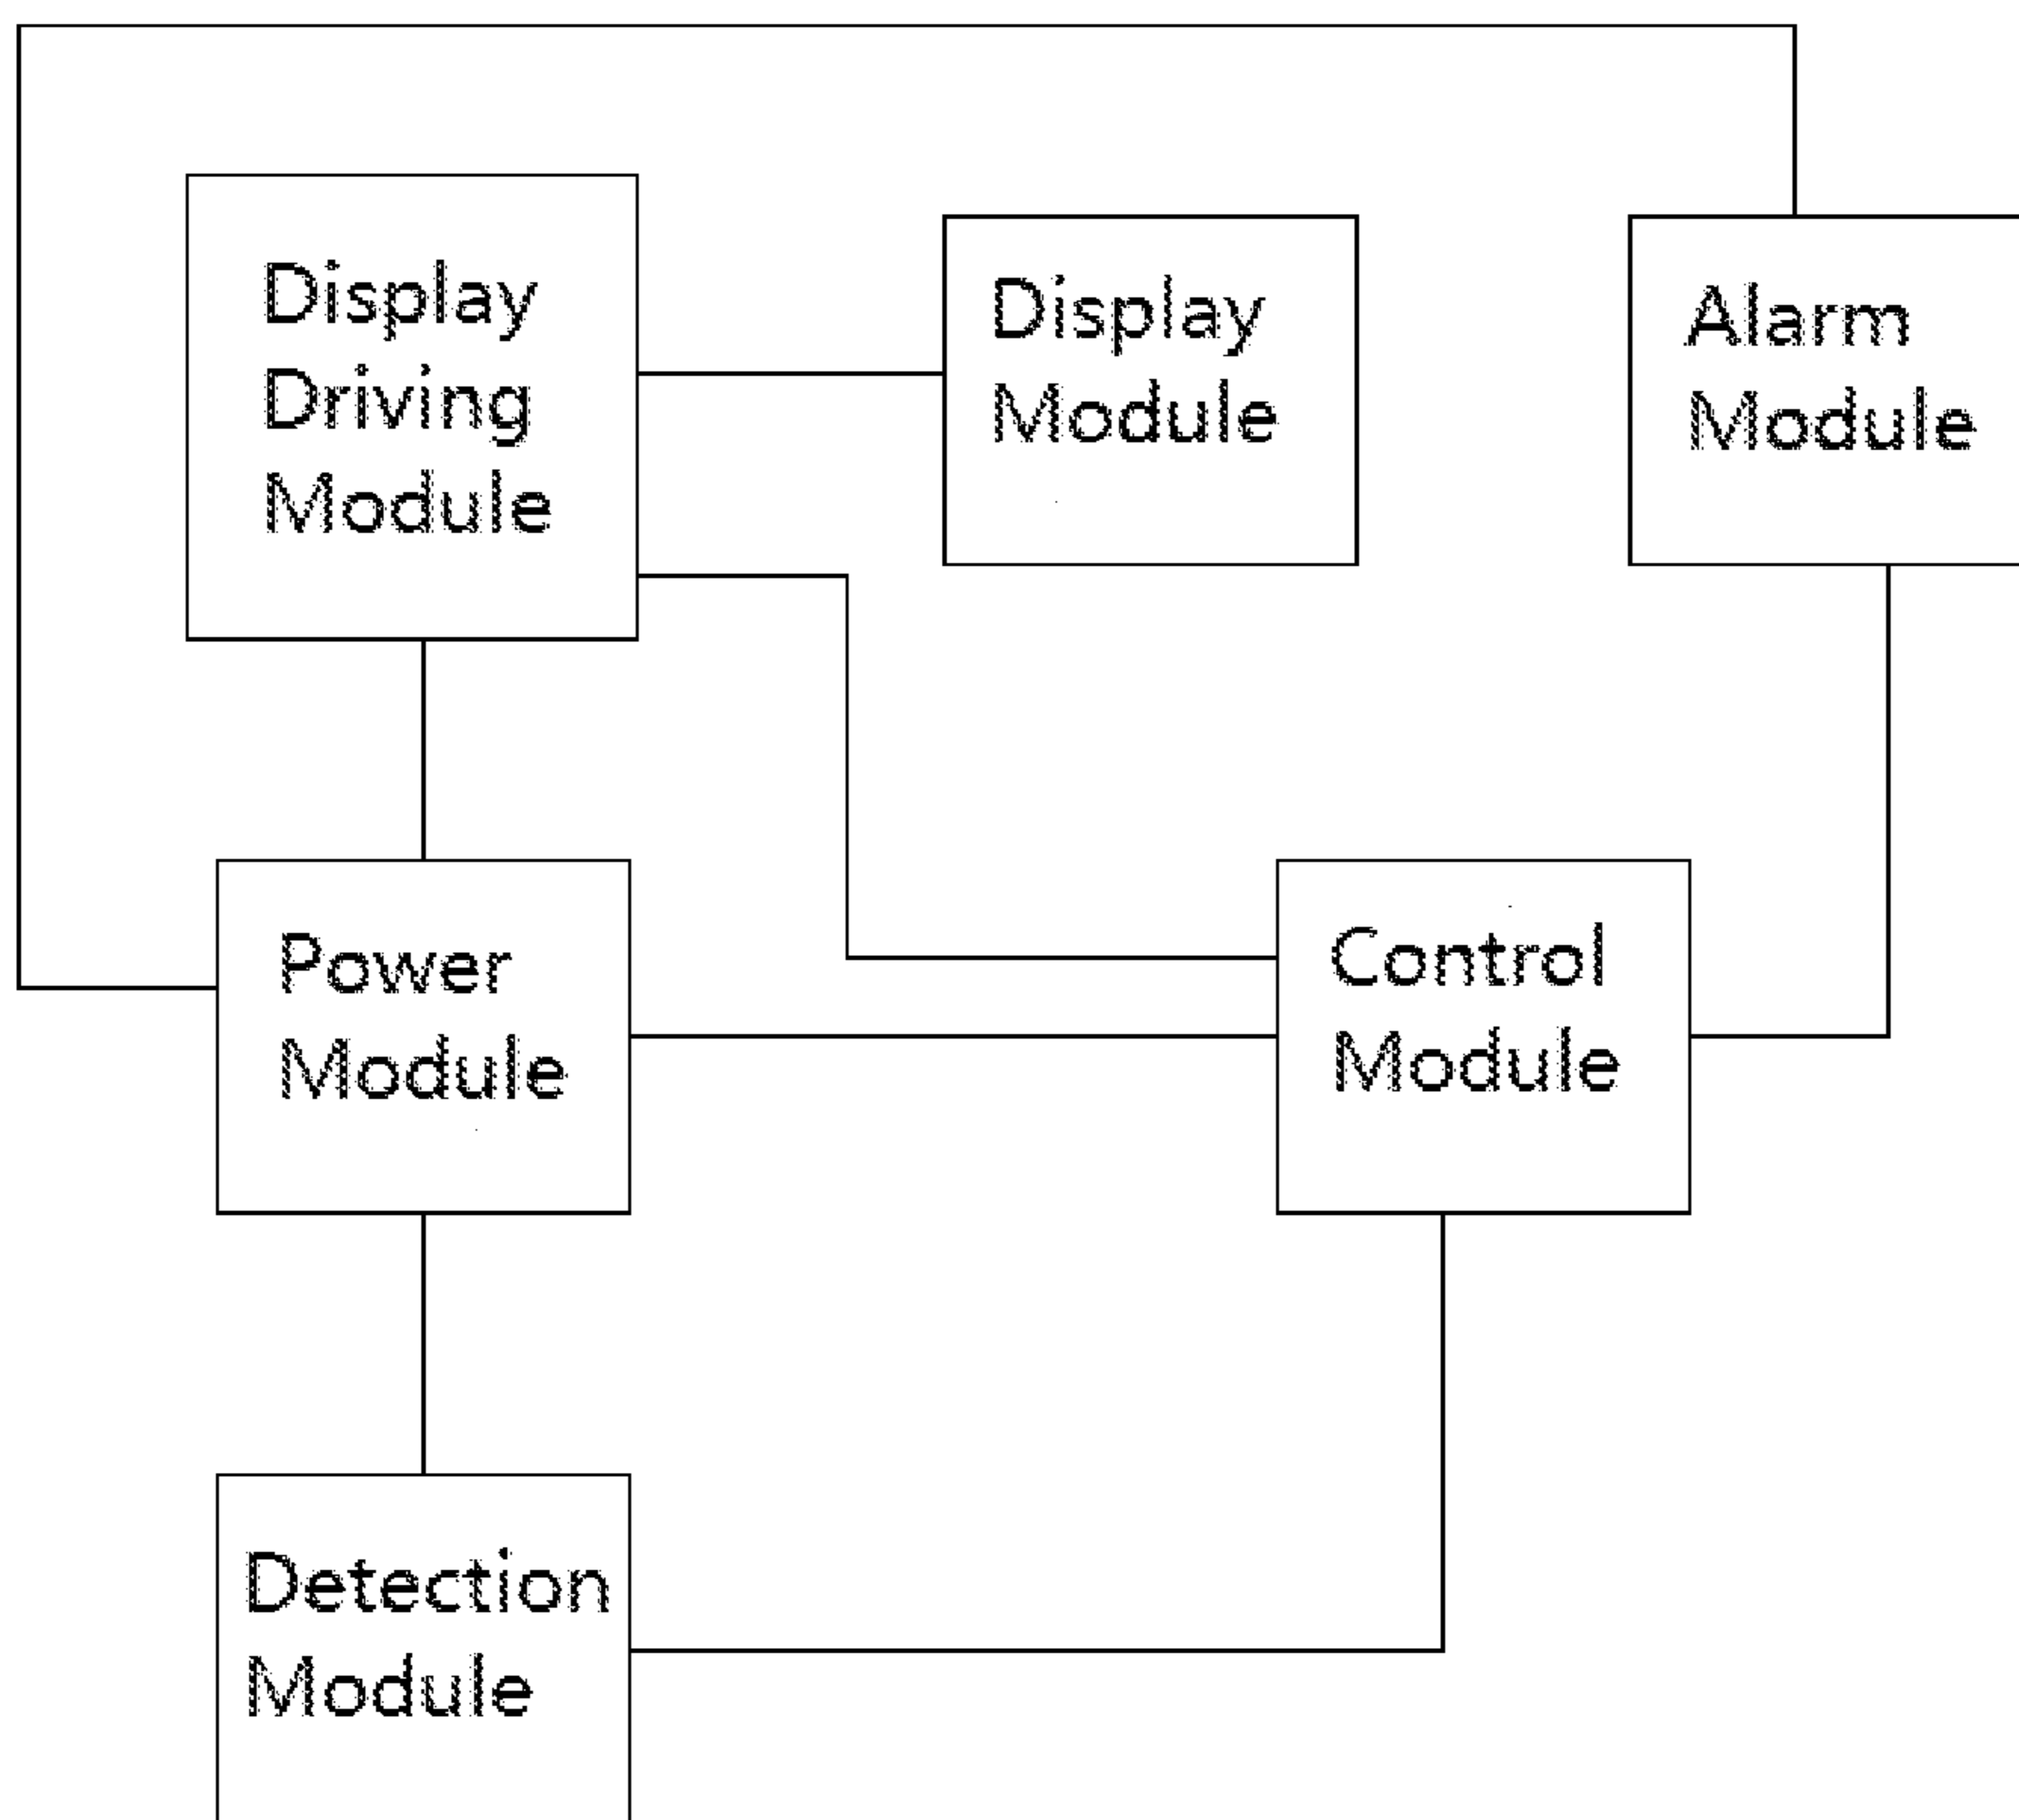 Display
Driving
Module
Display
Module
Alarm
Module
Power
Module
Control
Module
Detection
Module